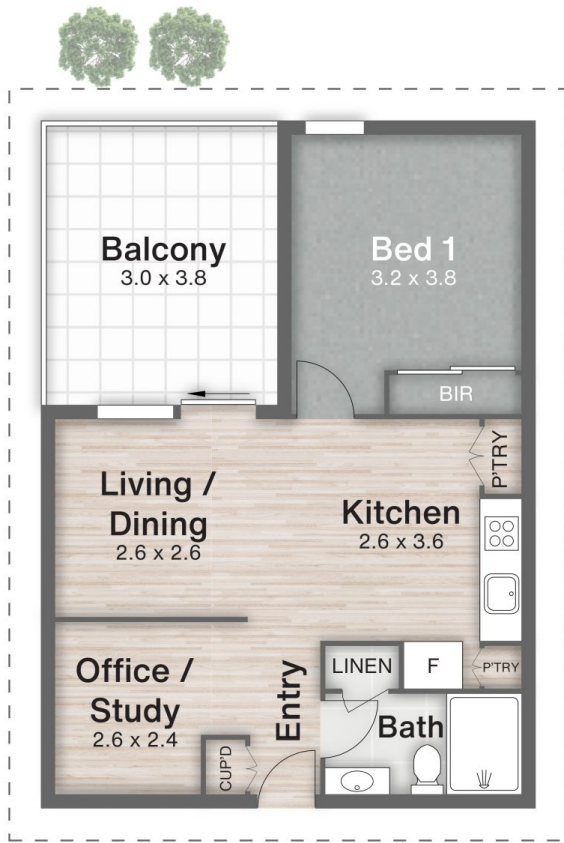 Balcony
3.0 x 3.8
Bed 1
3.2 x 3.8
BIR
P'TRY
Living /
Dining
2.6 x 2.6
Kitchen
2.6 x 3.6
Office /
Study
2.6 x 2.4
Entry
LINEN
F
P'TRY
Bath
CUP'D